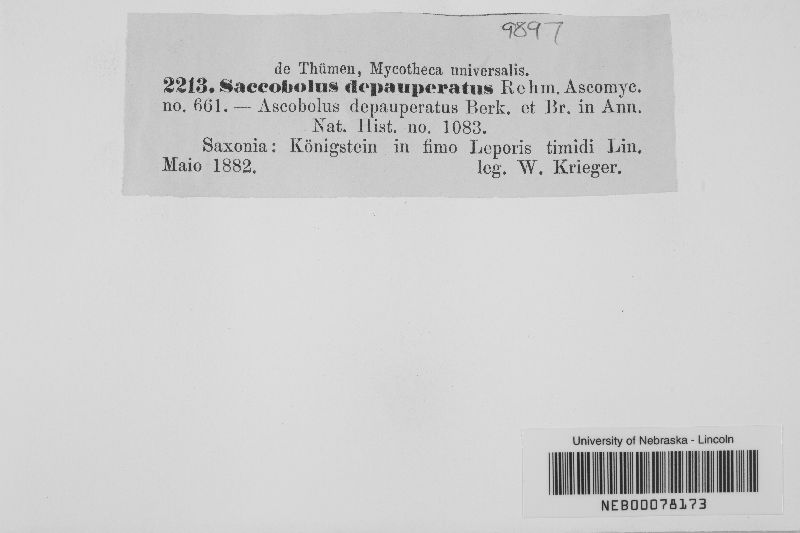 9897
de Thümen, Mycotheca universalis.
2213. Saccobolus depauperatus Rehm. Ascomyc.
no. 661. — Ascobolus depauperatus Berk. et Br. in Ann.
Nat. Hist. no. 1083.
Saxonia: Königstein in fimo Leporis timidi Lin.
Maio 1882. leg. W. Krieger.
University of Nebraska - Lincoln
NEB00078173